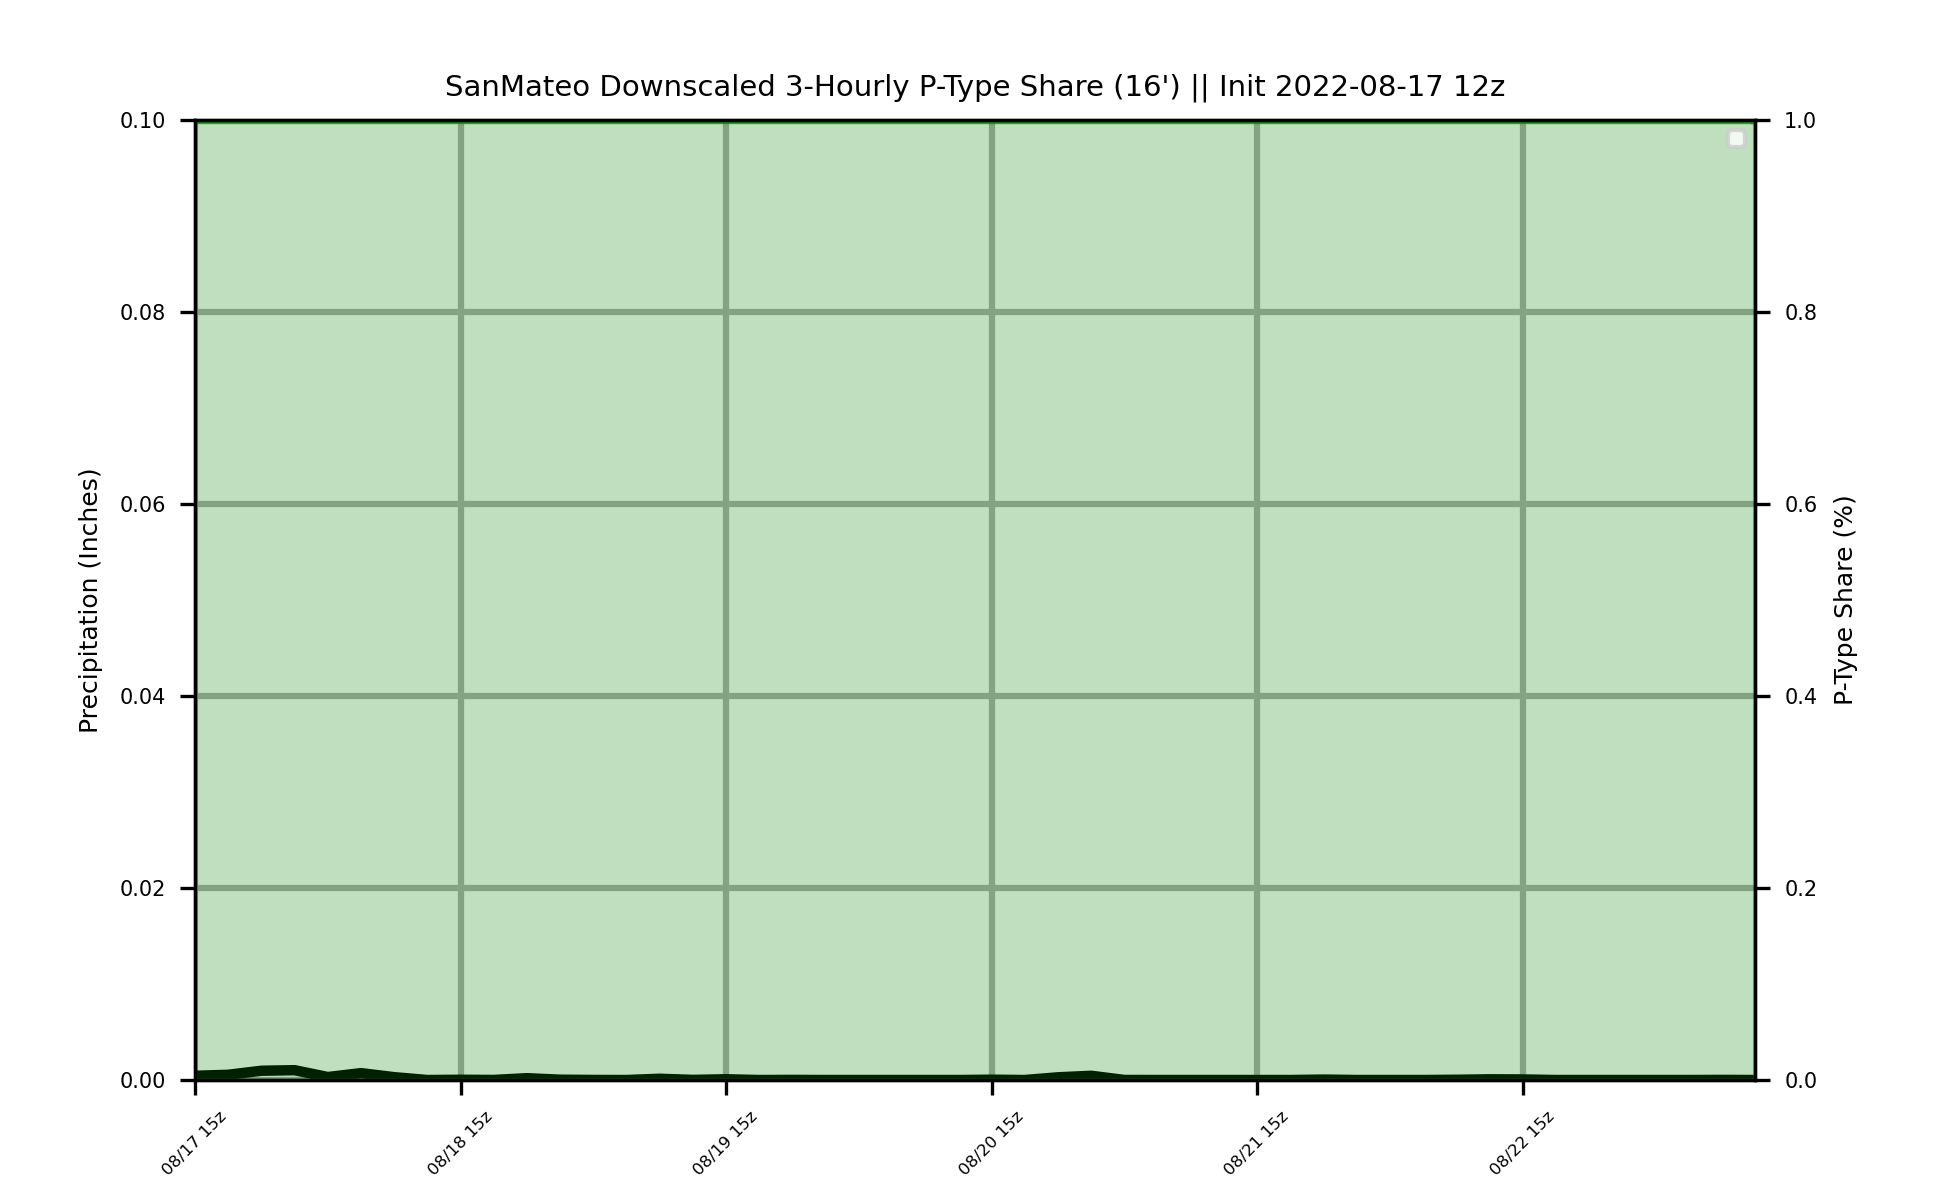 SanMateo Downscaled 3-Hourly P-Type Share (16') || Init 2022-08-17 12z
Precipitation (Inches)
0.10
0.08
0.06
0.04
0.02
0.00
1.0
0.8
0.6
0.4
0.2
0.0
P-Type Share (%)
08/17 15z
08/18 15z
08/19 15z
08/20 15z
08/21 15z
08/22 15z